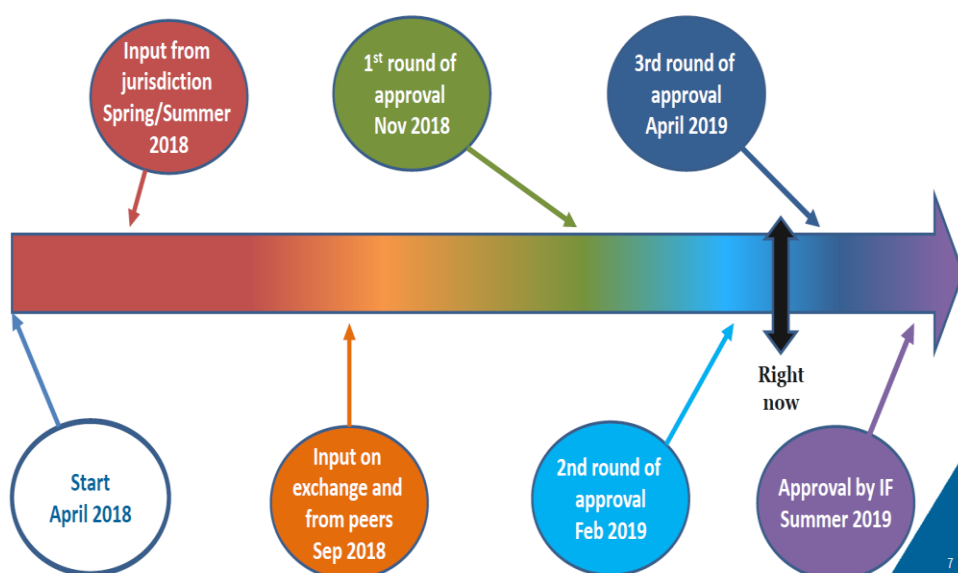 Input from
jurisdiction
Spring/Summer
2018
1st round of
approval
Nov 2018
3rd round of
approval
April 2019
Right
now
Start
April 2018
Input on
exchange and
from peers
Sep 2018
2nd round of
approval
Feb 2019
Approval by IF
Summer 2019
7